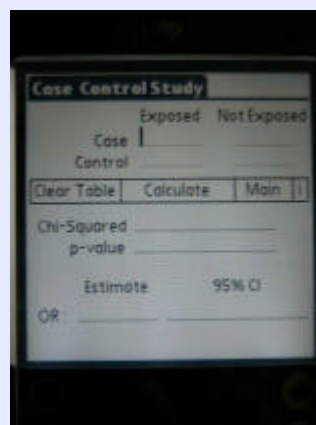 Case Control Study
Exposed Not Exposed
Case
Control
Clear Table Calculate Main i
Chi-Squared
p-value
Estimate 95% CI
OR: